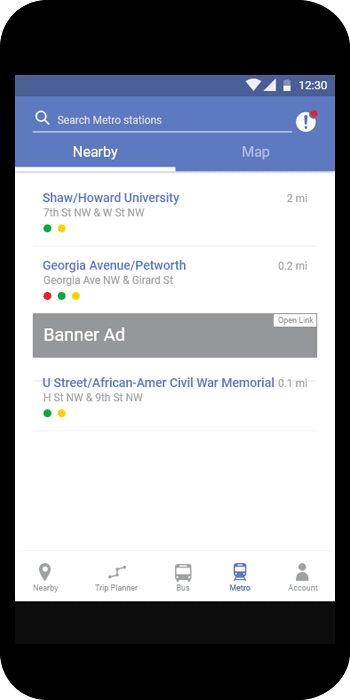 12:30
Search Metro stations
Nearby Map
Shaw/Howard University 2 mi
7th St NW & W St NW
Georgia Avenue/Petworth 0.2 mi
Georgia Ave NW & Girard St
Open Link
Banner Ad
U Street/African-Amer Civil War Memorial 0.1 mi
H St NW & 9th St NW
Nearby Trip Planner Bus Metro Account